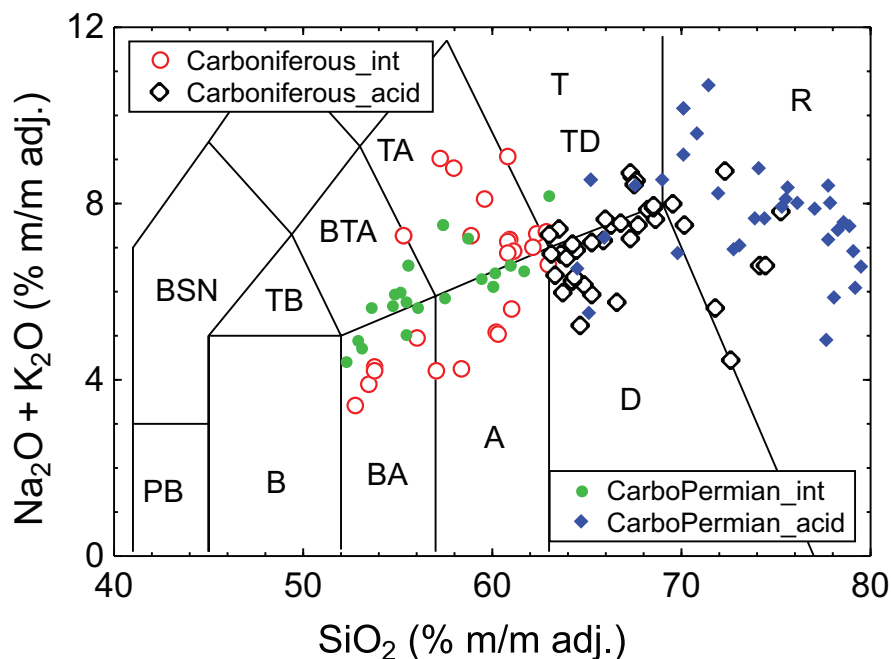 12
Carboniferous_int
Carboniferous_acid
T
R
TA
TD
8
BTA
BSN
TB
4
D
A
PB
B
BA
CarboPermian_int
CarboPermian_acid
0
40
50
60
70
80
SiO₂ (% m/m adj.)
Na₂O + K₂O (% m/m adj.)